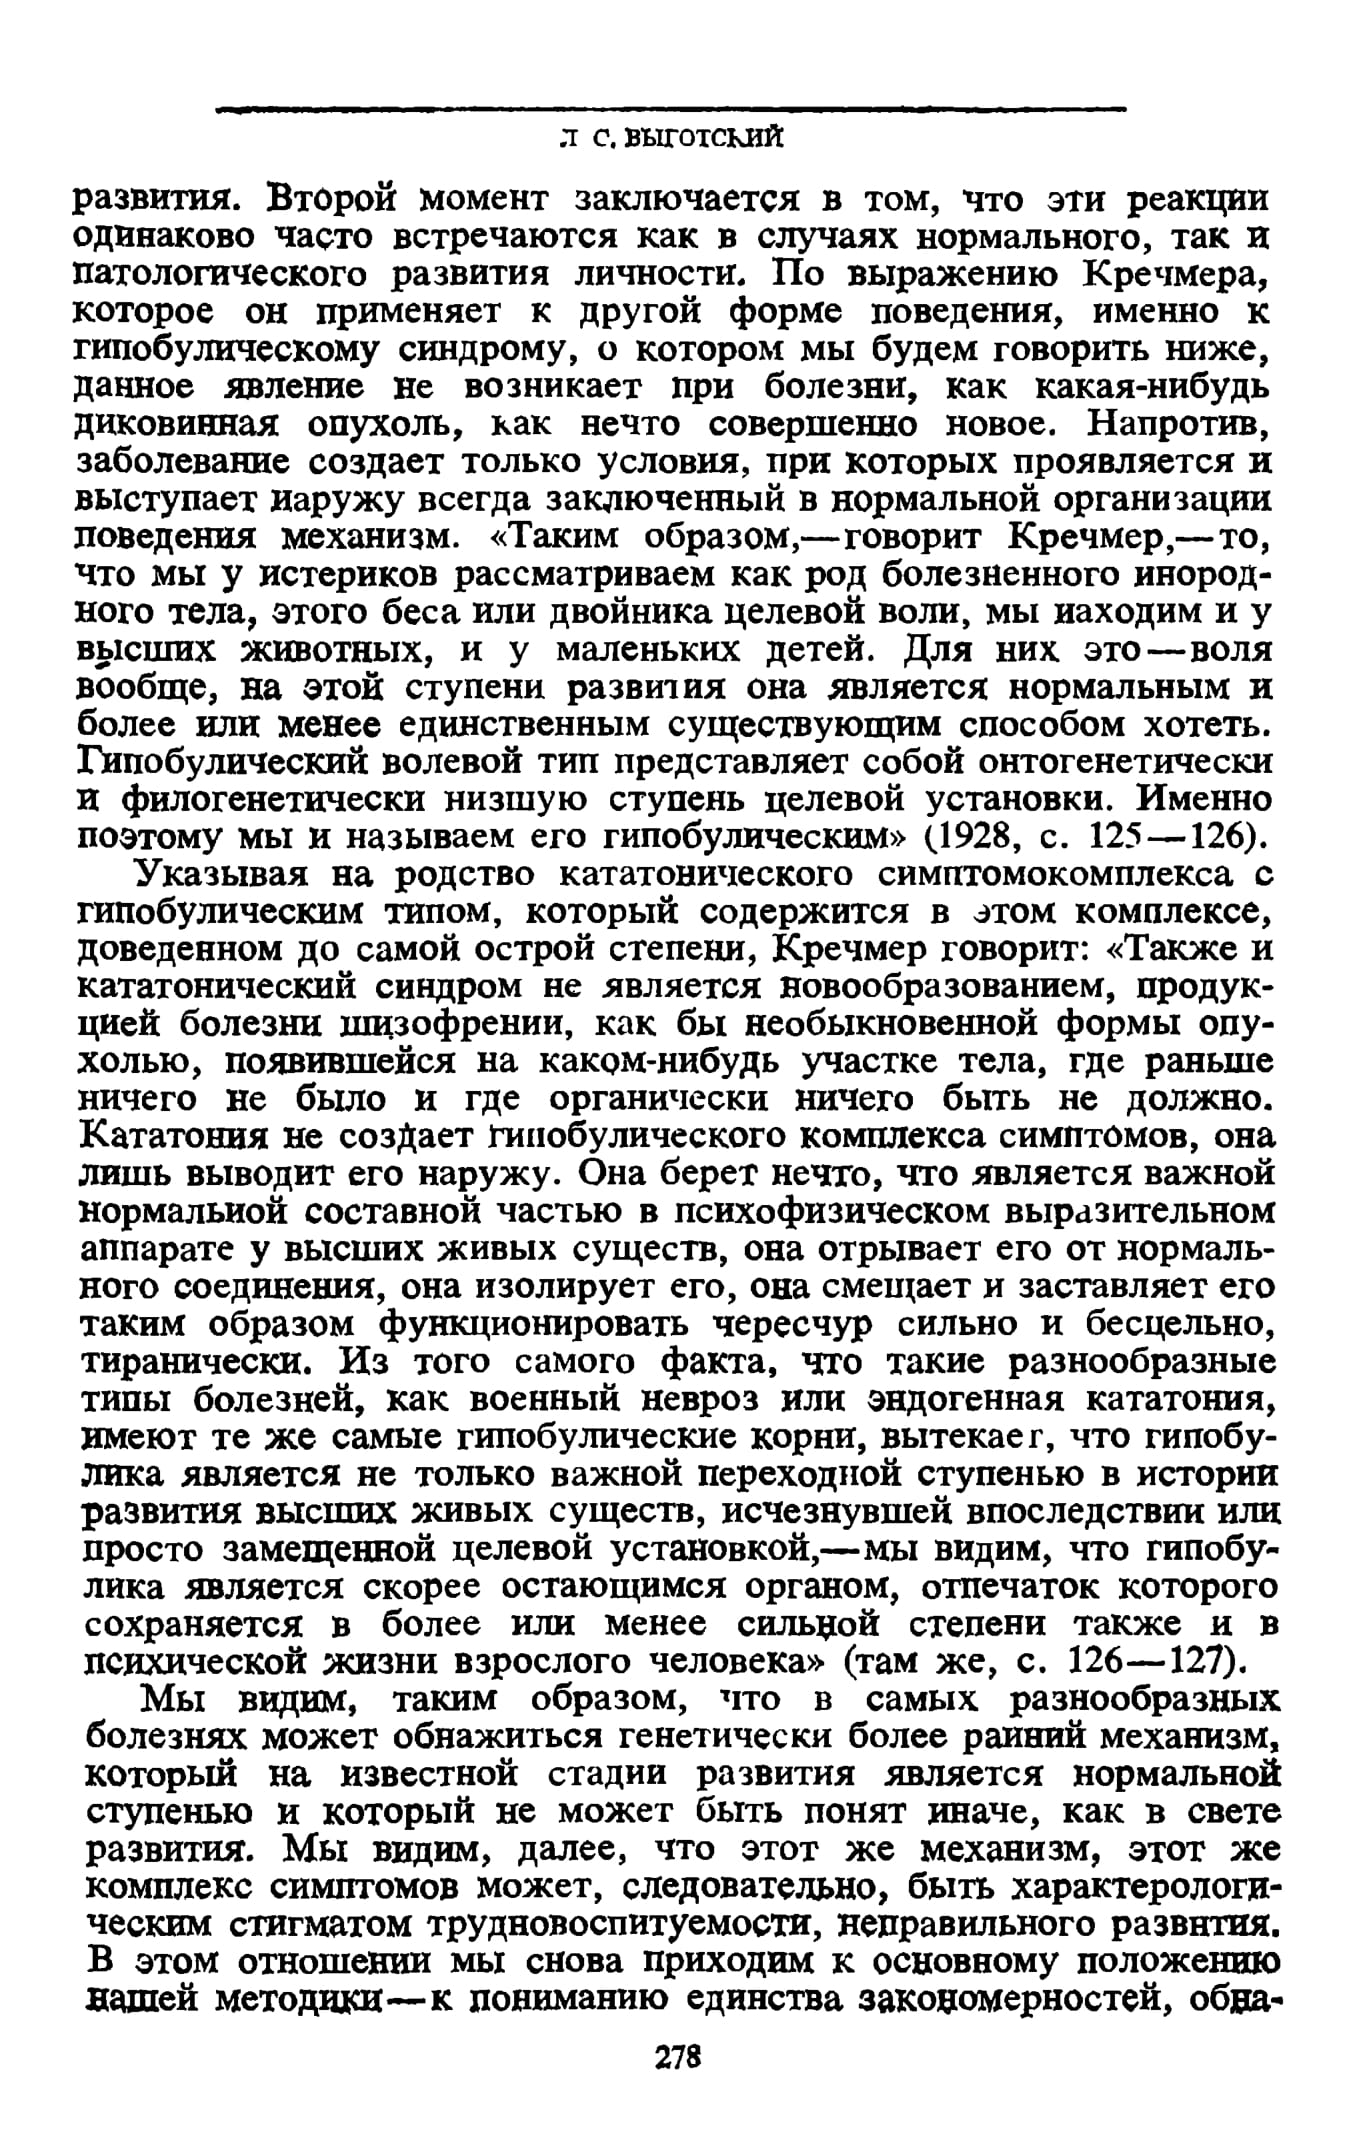 Л С. ВЫГОТСКИЙ
развития. Второй момент заключается в том, что эти реакции
одинаково часто встречаются как в случаях нормального, так и
патологического развития личности. По выражению Кречмера,
которое он применяет к другой форме поведения, именно к
гипобулическому синдрому, о котором мы будем говорить ниже,
данное явление не возникает при болезни, как какая-нибудь
диковинная опухоль, как нечто совершенно новое. Напротив,
заболевание создает только условия, при которых проявляется и
выступает наружу всегда заключенный в нормальной организации
поведения механизм. «Таким образом,—говорит Кречмер,—то,
что мы у истериков рассматриваем как род болезненного инород-
ного тела, этого беса или двойника целевой воли, мы находим и у
высших животных, и у маленьких детей. Для них это—воля
вообще, на этой ступени развития она является нормальным и
более или менее единственным существующим способом хотеть.
Гипобулический волевой тип представляет собой онтогенетически
и филогенетически низшую ступень целевой установки. Именно
поэтому мы и называем его гипобулическим» (1928, с. 125—126).
Указывая на родство кататонического симптомокомплекса с
гипобулическим типом, который содержится в этом комплексе,
доведенном до самой острой степени, Кречмер говорит: «Также и
кататонический синдром не является новообразованием, продук-
цией болезни шизофрении, как бы необыкновенной формы опу-
холью, появившейся на каком-нибудь участке тела, где раньше
ничего не было и где органически ничего быть не должно.
Кататония не создает гипобулического комплекса симптомов, она
лишь выводит его наружу. Она берет нечто, что является важной
нормальной составной частью в психофизическом выразительном
аппарате у высших живых существ, она отрывает его от нормаль-
ного соединения, она изолирует его, она смещает и заставляет его
таким образом функционировать чересчур сильно и бесцельно,
тиранически. Из того самого факта, что такие разнообразные
типы болезней, как военный невроз или эндогенная кататония,
имеют те же самые гипобулические корни, вытекает, что гипобу-
лика является не только важной переходной ступенью в истории
развития высших живых существ, исчезнувшей впоследствии или
просто замещенной целевой установкой,—мы видим, что гипобу-
лика является скорее остающимся органом, отпечаток которого
сохраняется в более или менее сильной степени также и в
психической жизни взрослого человека» (там же, с. 126—127).
Мы видим, таким образом, что в самых разнообразных
болезнях может обнажиться генетически более ранний механизм,
который на известной стадии развития является нормальной
ступенью и который не может быть понят иначе, как в свете
развития. Мы видим, далее, что этот же механизм, этот же
комплекс симптомов может, следовательно, быть характерологи-
ческим стигматом трудновоспитуемости, неправильного развития.
В этом отношении мы снова приходим к основному положению
нашей методики—к пониманию единства закономерностей, обна-
278